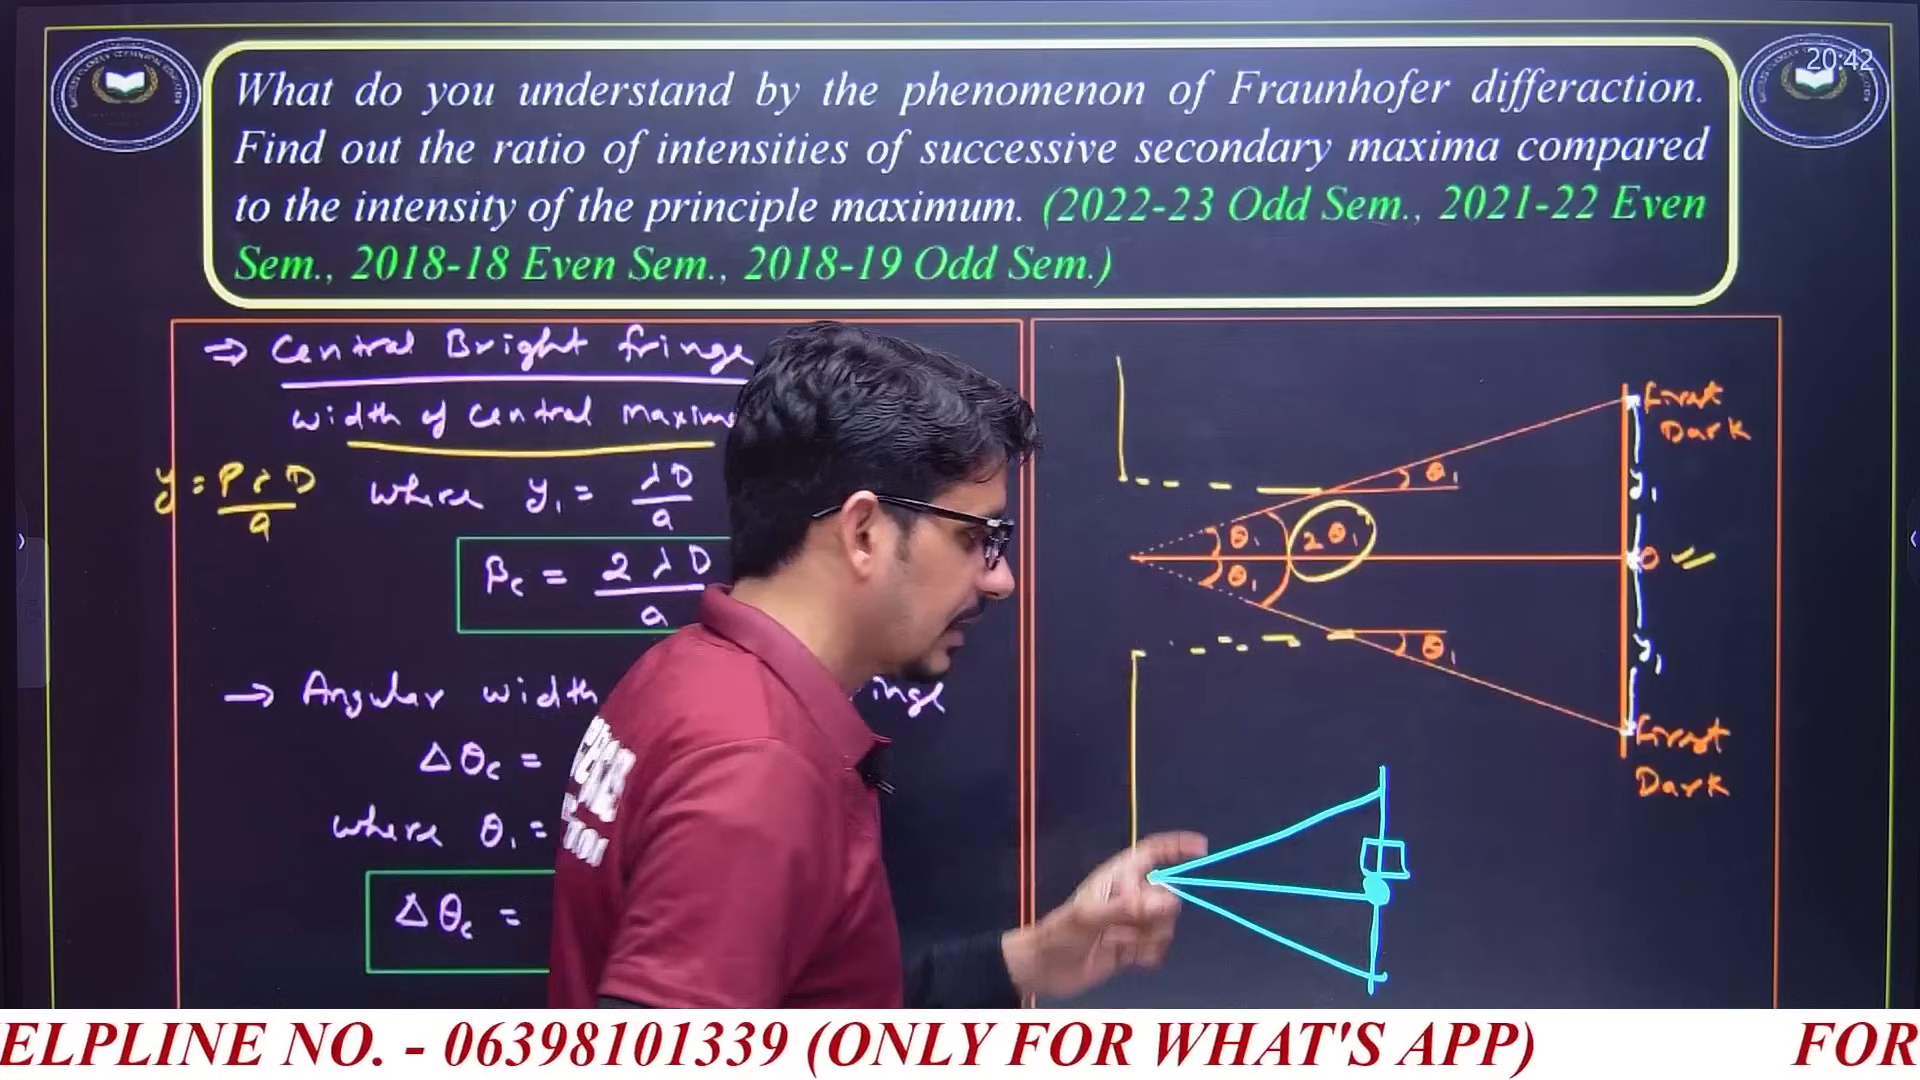 20:42
What do you understand by the phenomenon of Fraunhofer differaction.
Find out the ratio of intensities of successive secondary maxima compared
to the intensity of the principle maximum. (2022-23 Odd Sem., 2021-22 Even
Sem., 2018-18 Even Sem., 2018-19 Odd Sem.)
⇒ Central Bright fringe
width of central maxima
y = PλD/a where y₁ = λD/a
βc = 2λD/a
→ Angular width
Δθc =
where θ₁ =
Δθc =
First
Dark
θ₁
y₁
θ₁
2θ₁
O
θ₁
θ₁
y₁
First
Dark
HELPLINE NO. - 06398101339 (ONLY FOR WHAT'S APP)
FOR